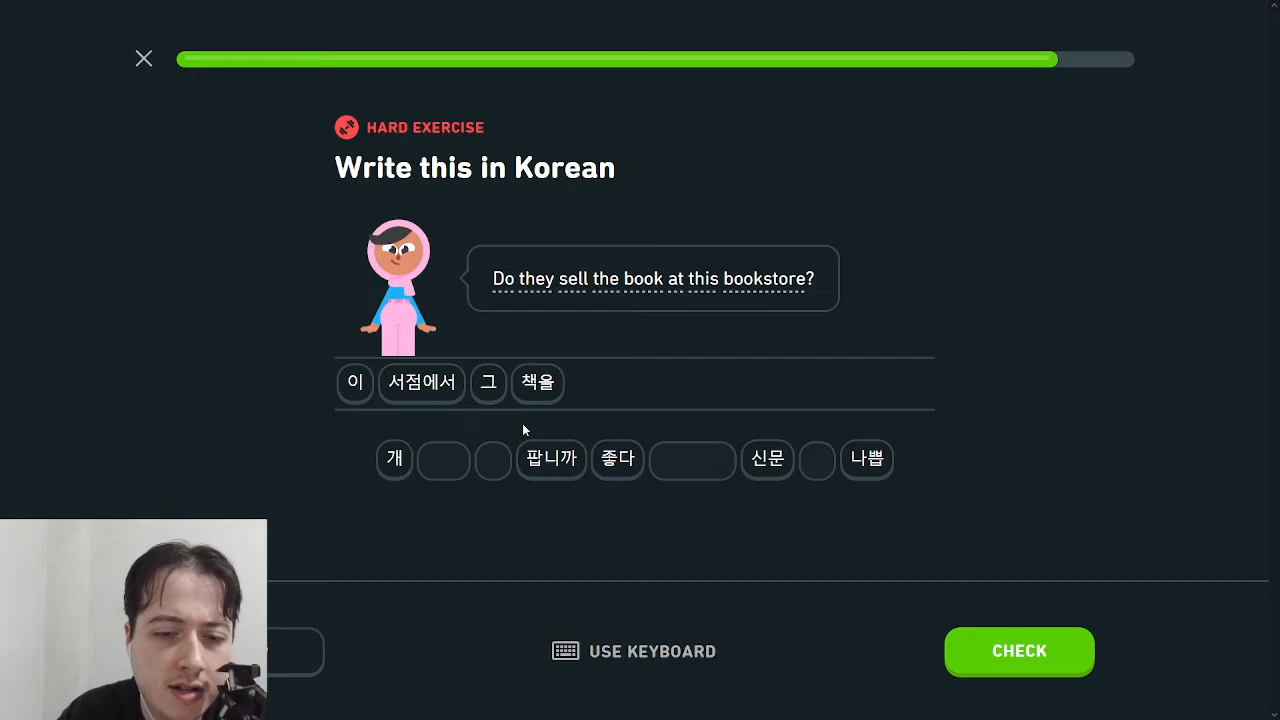 HARD EXERCISE
Write this in Korean
Do they sell the book at this bookstore?
이 서점에서 그 책을
개 팝니까 좋다 신문 나쁩
USE KEYBOARD
CHECK